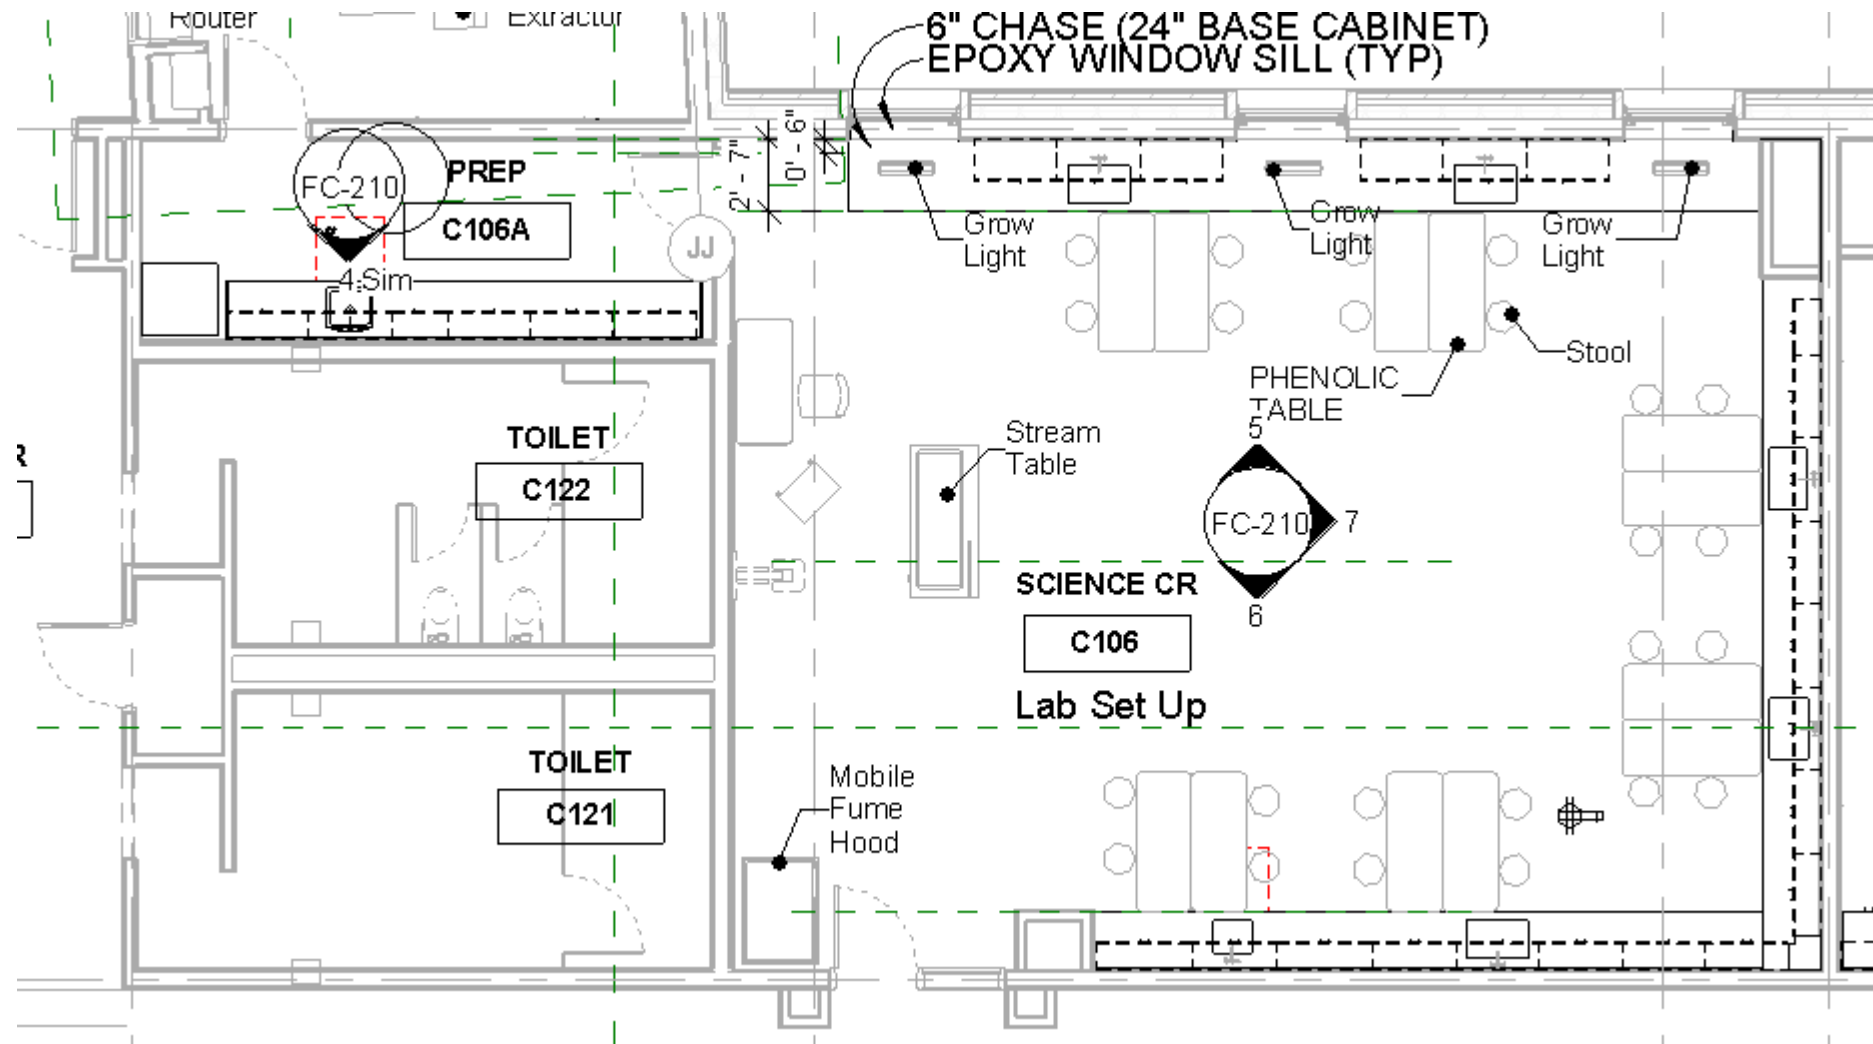 Router
Extractor
6" CHASE (24" BASE CABINET)
EPOXY WINDOW SILL (TYP)
2' - 7"
0' - 6"
FC-210
PREP
C106A
4 Sim
JJ
Grow
Light
Grow
Light
Grow
Light
Stool
PHENOLIC
TABLE
TOILET
C122
R
Stream
Table
5
FC-210
7
6
SCIENCE CR
C106
Lab Set Up
TOILET
C121
Mobile
Fume
Hood